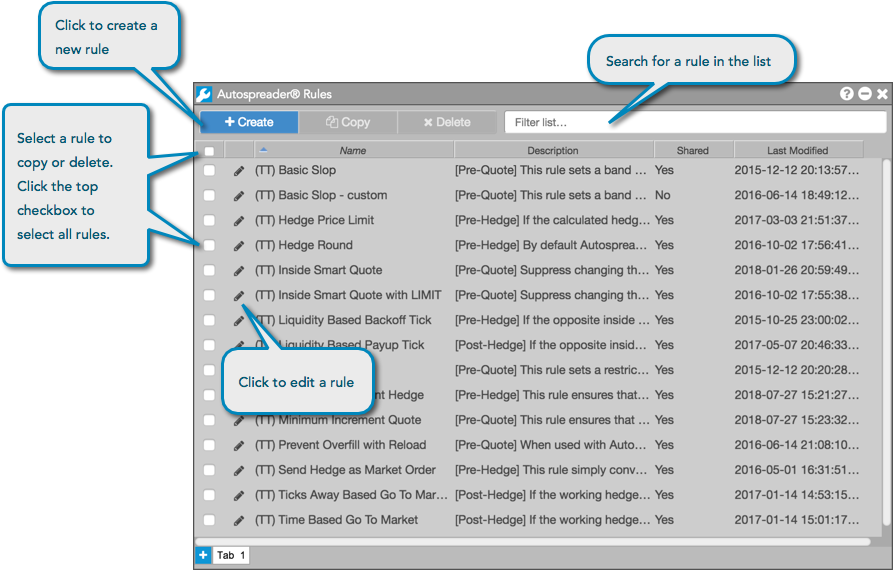 Click to create a
new rule
Search for a rule in the list
Autospreader® Rules
+ Create Copy × Delete Filter list...
Select a rule to
copy or delete.
Click the top
checkbox to
select all rules.
Name Description Shared Last Modified
(TT) Basic Slop [Pre-Quote] This rule sets a band ... Yes 2015-12-12 20:13:57...
(TT) Basic Slop - custom [Pre-Quote] This rule sets a band ... No 2016-06-14 18:49:12...
(TT) Hedge Price Limit [Pre-Hedge] If the calculated hedg... Yes 2017-03-03 21:51:37...
(TT) Hedge Round [Pre-Hedge] By default Autosprea... Yes 2016-10-02 17:56:41...
(TT) Inside Smart Quote [Pre-Quote] Suppress changing th... Yes 2018-01-26 20:59:49...
(TT) Inside Smart Quote with LIMIT [Pre-Quote] Suppress changing th... Yes 2016-10-02 17:55:38...
(TT) Liquidity Based Backoff Tick [Pre-Hedge] If the opposite inside ... Yes 2015-10-25 23:00:02...
(TT) Liquidity Based Payup Tick [Post-Hedge] If the opposite insid... Yes 2017-05-07 20:46:33...
[Pre-Quote] This rule sets a restric... Yes 2015-12-12 20:20:28...
Click to edit a rule
Hedge [Pre-Hedge] This rule ensures that... Yes 2018-07-27 15:21:27...
(TT) Minimum Increment Quote [Pre-Quote] This rule ensures that ... Yes 2018-07-27 15:23:32...
(TT) Prevent Overfill with Reload [Pre-Quote] When used with Auto... Yes 2016-06-14 21:08:10...
(TT) Send Hedge as Market Order [Pre-Hedge] This rule simply conv... Yes 2016-05-01 16:31:51...
(TT) Ticks Away Based Go To Mar... [Post-Hedge] If the working hedge... Yes 2017-01-14 14:53:15...
(TT) Time Based Go To Market [Post-Hedge] If the working hedge... Yes 2017-01-14 15:01:17...
+ Tab 1